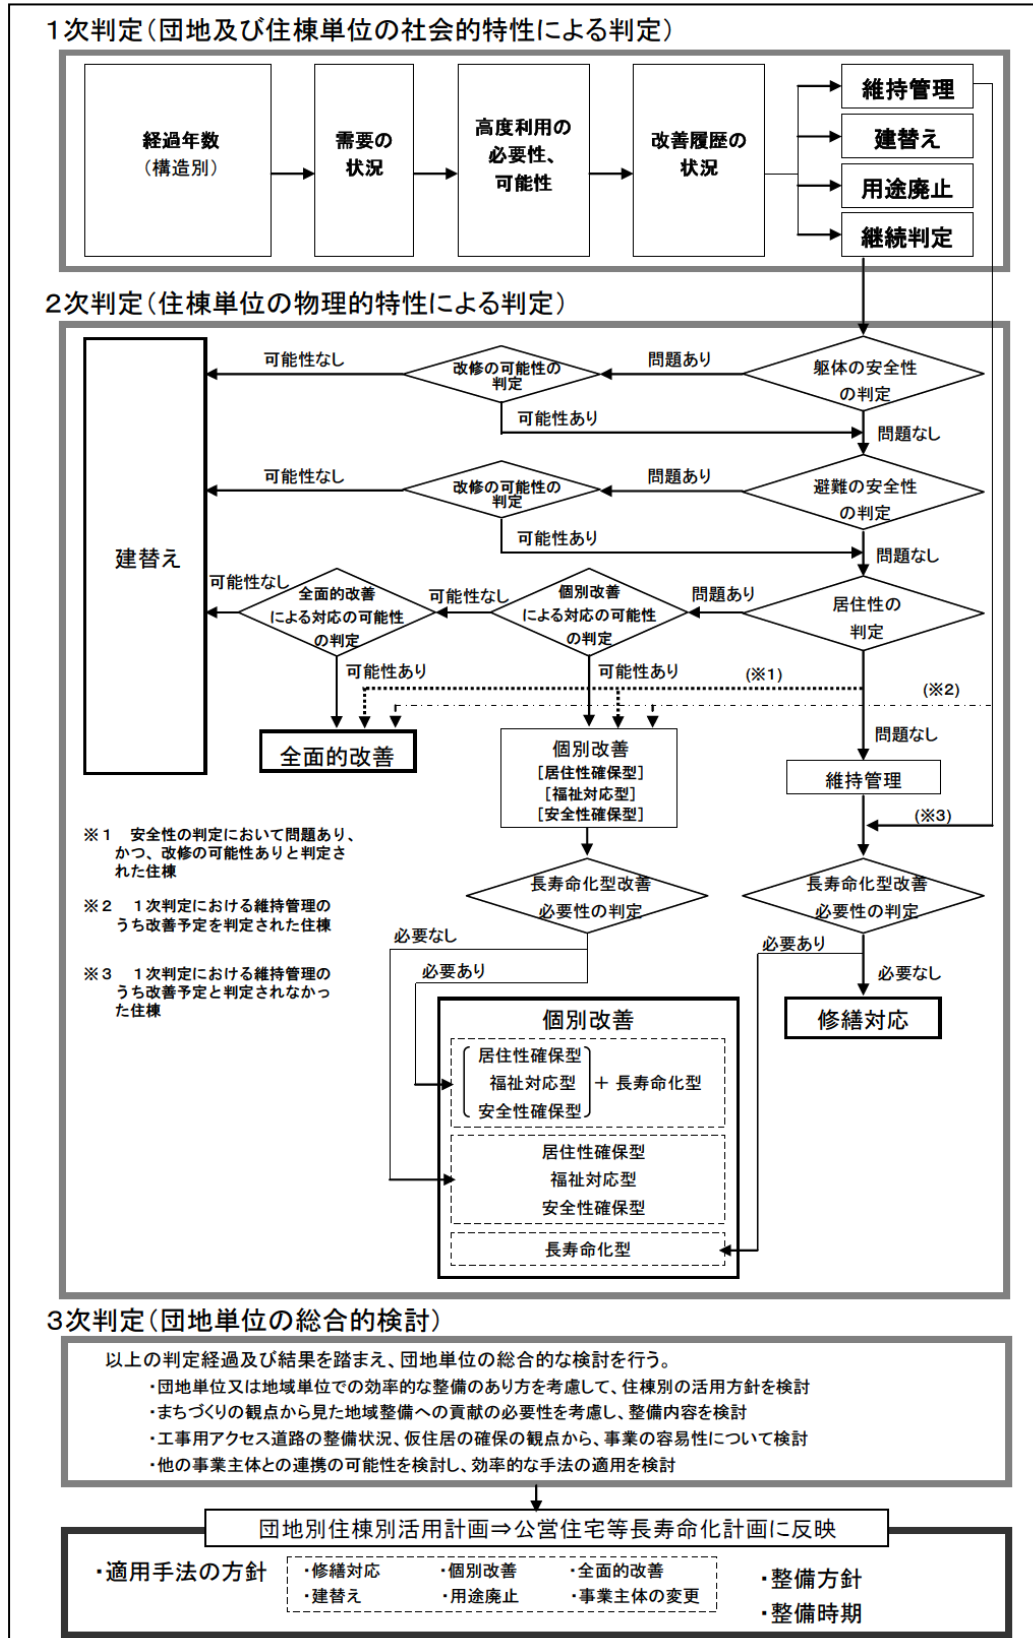 １次判定（団地及び住棟単位の社会的特性による判定）
経過年数
（構造別）
需要の
状況
高度利用の
必要性、
可能性
改善履歴の
状況
維持管理
建替え
用途廃止
継続判定
２次判定（住棟単位の物理的特性による判定）
建替え
可能性なし
改修の可能性の
判定
問題あり
躯体の安全性
の判定
可能性あり
問題なし
可能性なし
改修の可能性の
判定
問題あり
避難の安全性
の判定
可能性あり
問題なし
可能性なし
全面的改善
による対応の可能性
の判定
可能性なし
個別改善
による対応の可能性
の判定
問題あり
居住性の
判定
可能性あり
可能性あり
(※1)
(※2)
問題なし
全面的改善
個別改善
[居住性確保型]
[福祉対応型]
[安全性確保型]
維持管理
(※3)
※１　安全性の判定において問題あり、
かつ、改修の可能性ありと判定さ
れた住棟
※２　１次判定における維持管理の
うち改善予定を判定された住棟
※３　１次判定における維持管理の
うち改善予定と判定されなかっ
た住棟
長寿命化型改善
必要性の判定
長寿命化型改善
必要性の判定
必要なし
必要あり
必要あり
必要なし
修繕対応
個別改善
居住性確保型
福祉対応型
安全性確保型
＋ 長寿命化型
居住性確保型
福祉対応型
安全性確保型
長寿命化型
３次判定（団地単位の総合的検討）
以上の判定経過及び結果を踏まえ、団地単位の総合的な検討を行う。
・団地単位又は地域単位での効率的な整備のあり方を考慮して、住棟別の活用方針を検討
・まちづくりの観点から見た地域整備への貢献の必要性を考慮し、整備内容を検討
・工事用アクセス道路の整備状況、仮住居の確保の観点から、事業の容易性について検討
・他の事業主体との連携の可能性を検討し、効率的な手法の適用を検討
団地別住棟別活用計画⇒公営住宅等長寿命化計画に反映
・適用手法の方針
・修繕対応　・個別改善　・全面的改善
・建替え　・用途廃止　・事業主体の変更
・整備方針
・整備時期